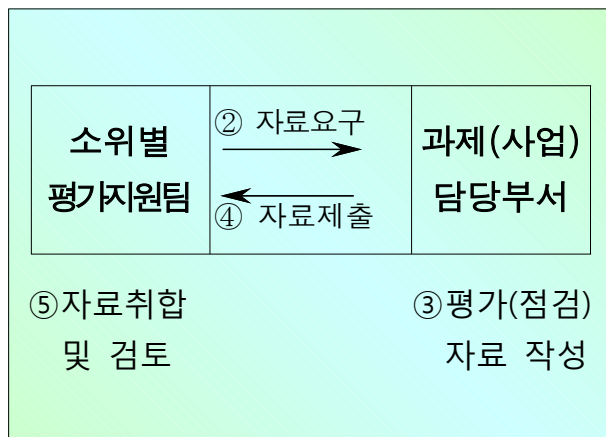 소위별
평가지원팀
② 자료요구
④ 자료제출
과제(사업)
담당부서
⑤자료취합
및 검토
③평가(점검)
자료 작성